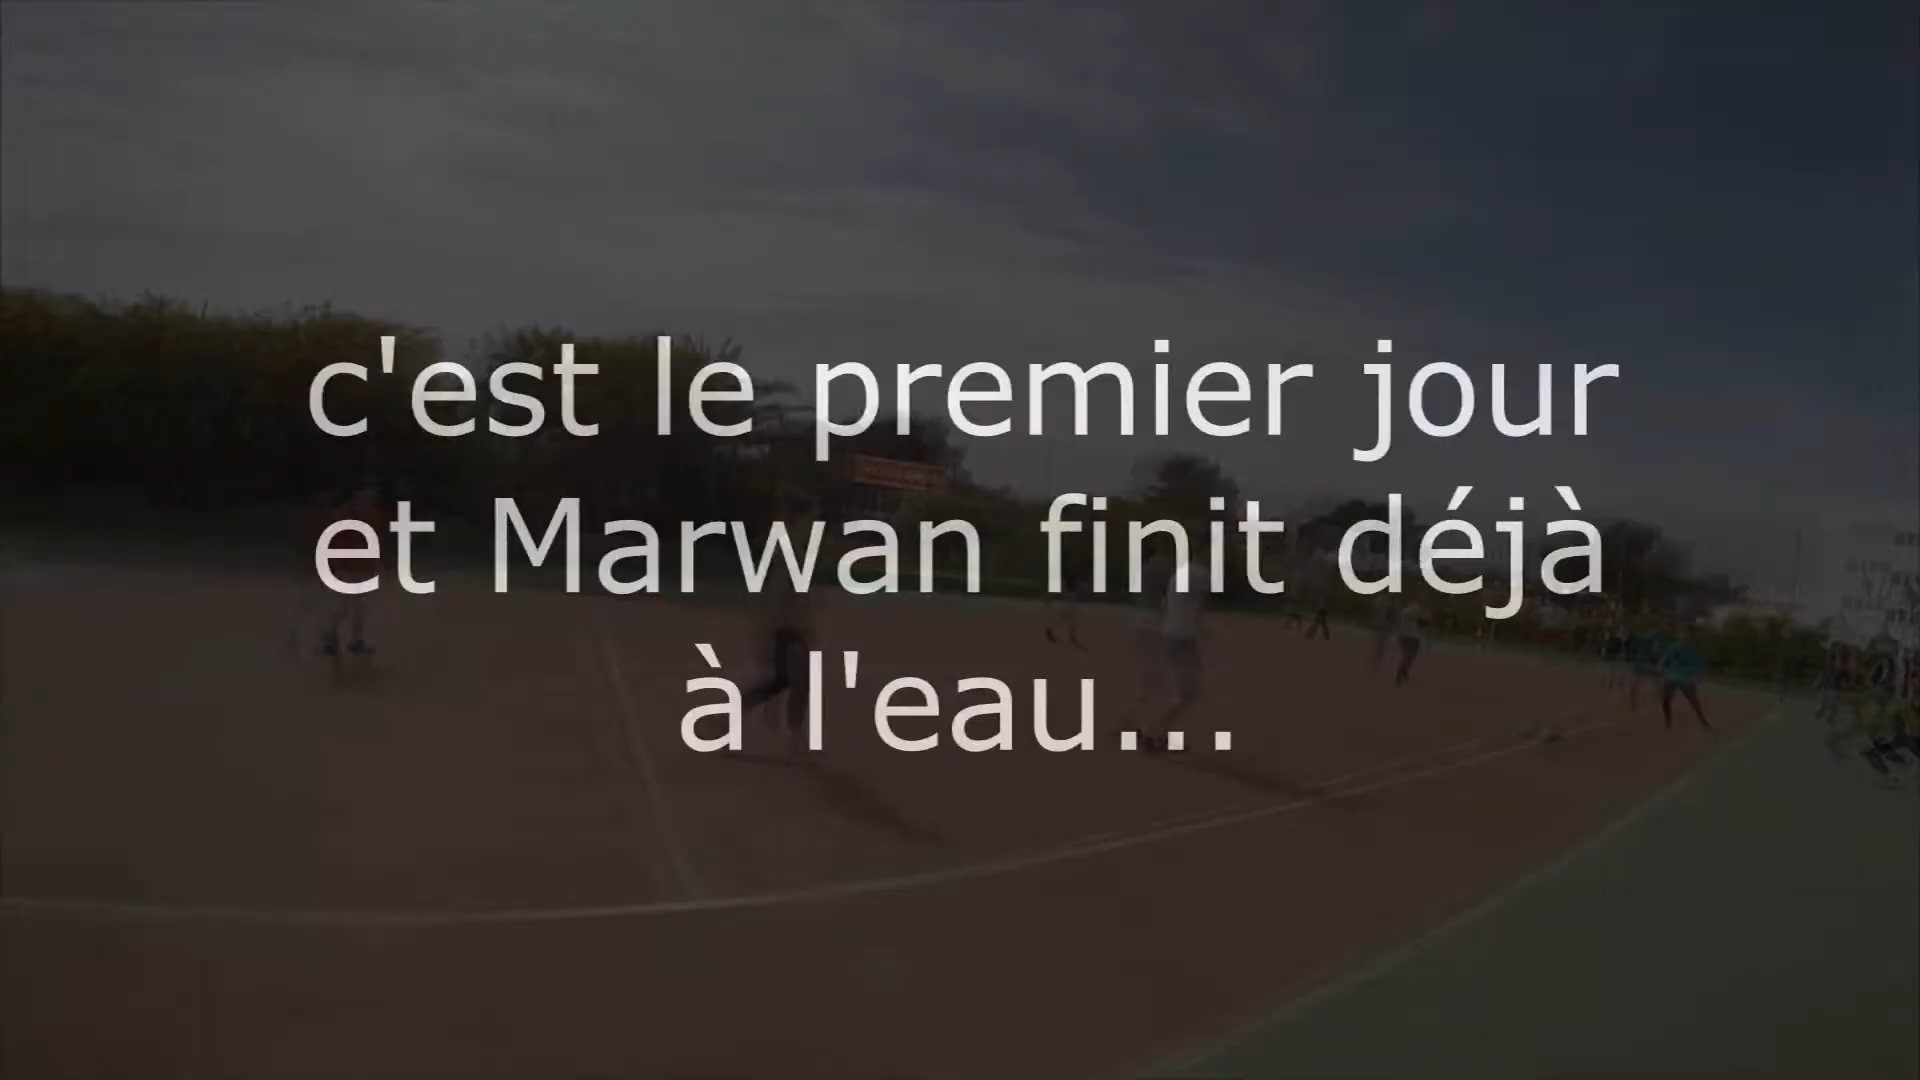 c'est le premier jour
et Marwan finit déjà
à l'eau...